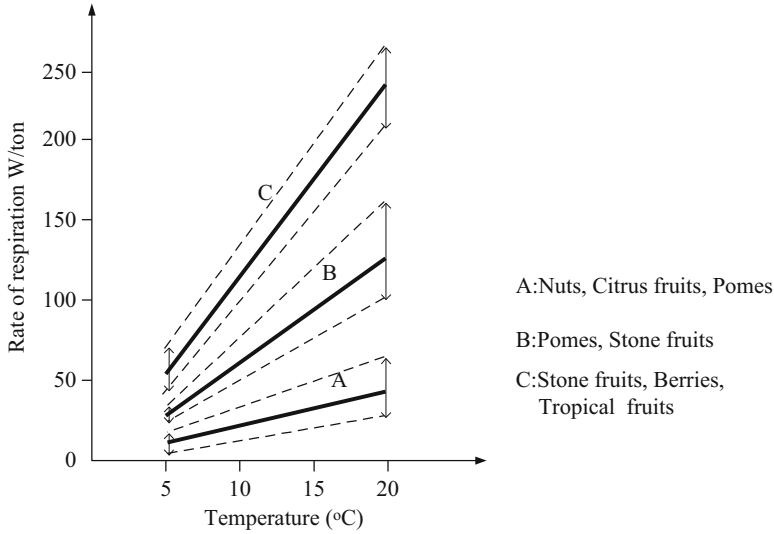 Rate of respiration W/ton
250
200
150
100
50
0
C
B
A
5 10 15 20
Temperature (°C)
A:Nuts, Citrus fruits, Pomes
B:Pomes, Stone fruits
C:Stone fruits, Berries,
Tropical fruits